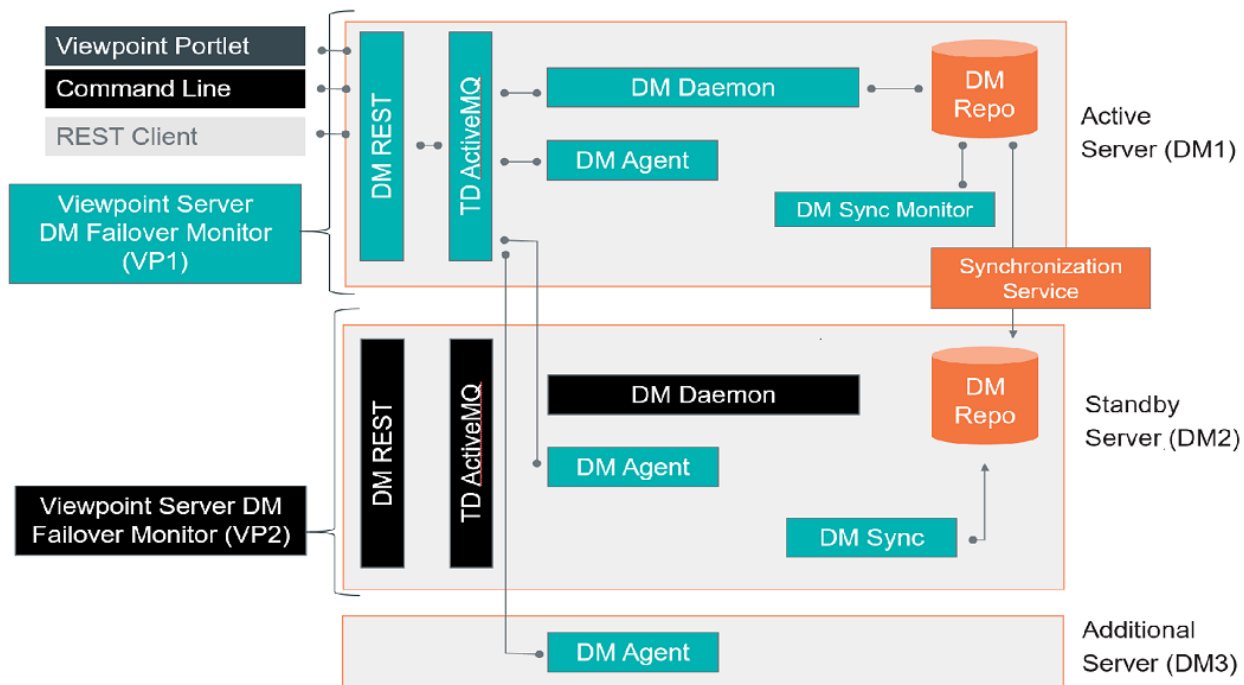 Viewpoint Portlet
Command Line
REST Client
Viewpoint Server
DM Failover Monitor
(VP1)
DM REST
TD ActiveMQ
DM Daemon
DM Agent
DM
Repo
DM Sync Monitor
Active
Server (DM1)
Synchronization
Service
Viewpoint Server DM
Failover Monitor (VP2)
DM REST
TD ActiveMQ
DM Daemon
DM Agent
DM
Repo
DM Sync
Standby
Server (DM2)
DM Agent
Additional
Server (DM3)